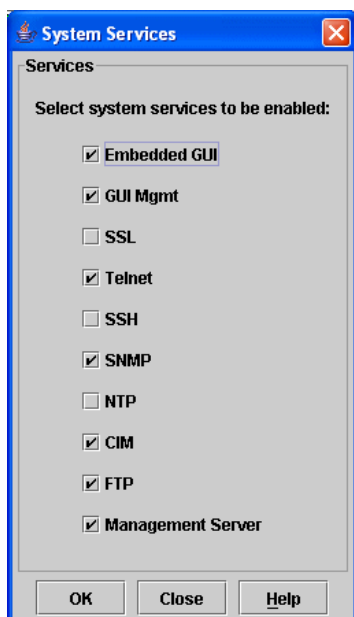 System Services
Services
Select system services to be enabled:
Embedded GUI
GUI Mgmt
SSL
Telnet
SSH
SNMP
NTP
CIM
FTP
Management Server
OK Close Help